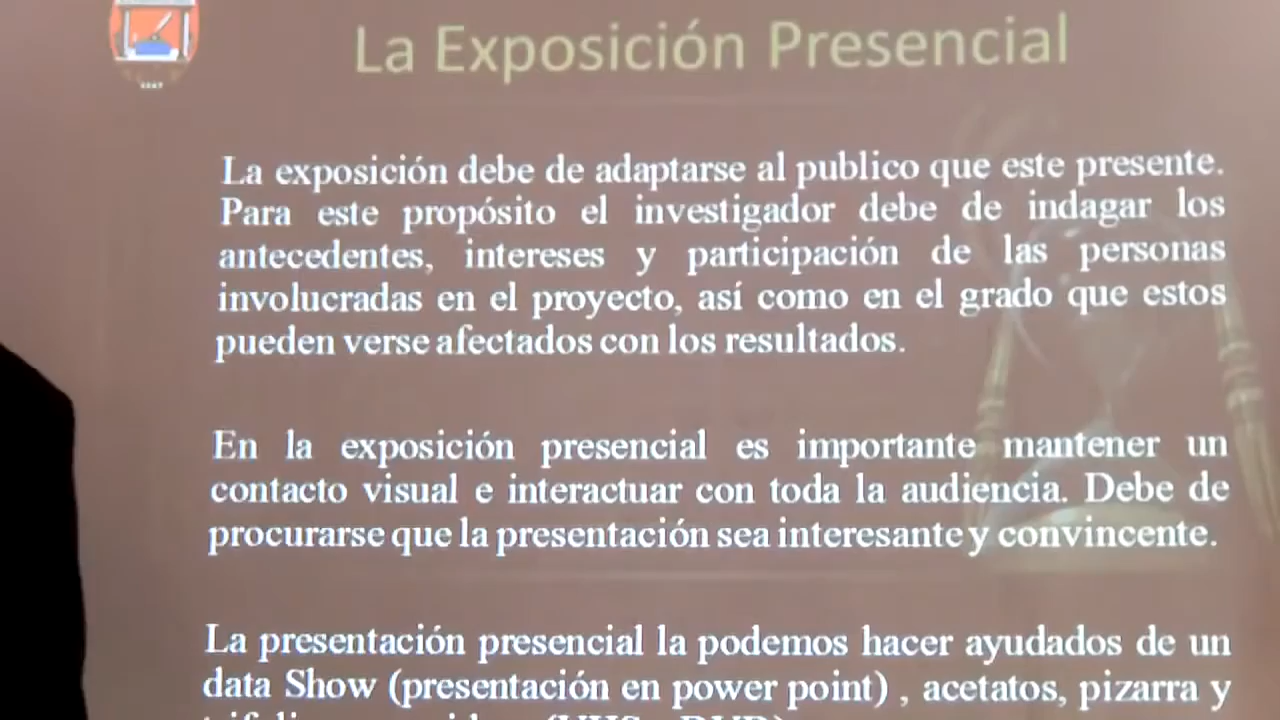 La Exposición Presencial
La exposición debe de adaptarse al publico que este presente.
Para este propósito el investigador debe de indagar los
antecedentes, intereses y participación de las personas
involucradas en el proyecto, así como en el grado que estos
pueden verse afectados con los resultados.
En la exposición presencial es importante mantener un
contacto visual e interactuar con toda la audiencia. Debe de
procurarse que la presentación sea interesante y convincente.
La presentación presencial la podemos hacer ayudados de un
data Show (presentación en power point) , acetatos, pizarra y